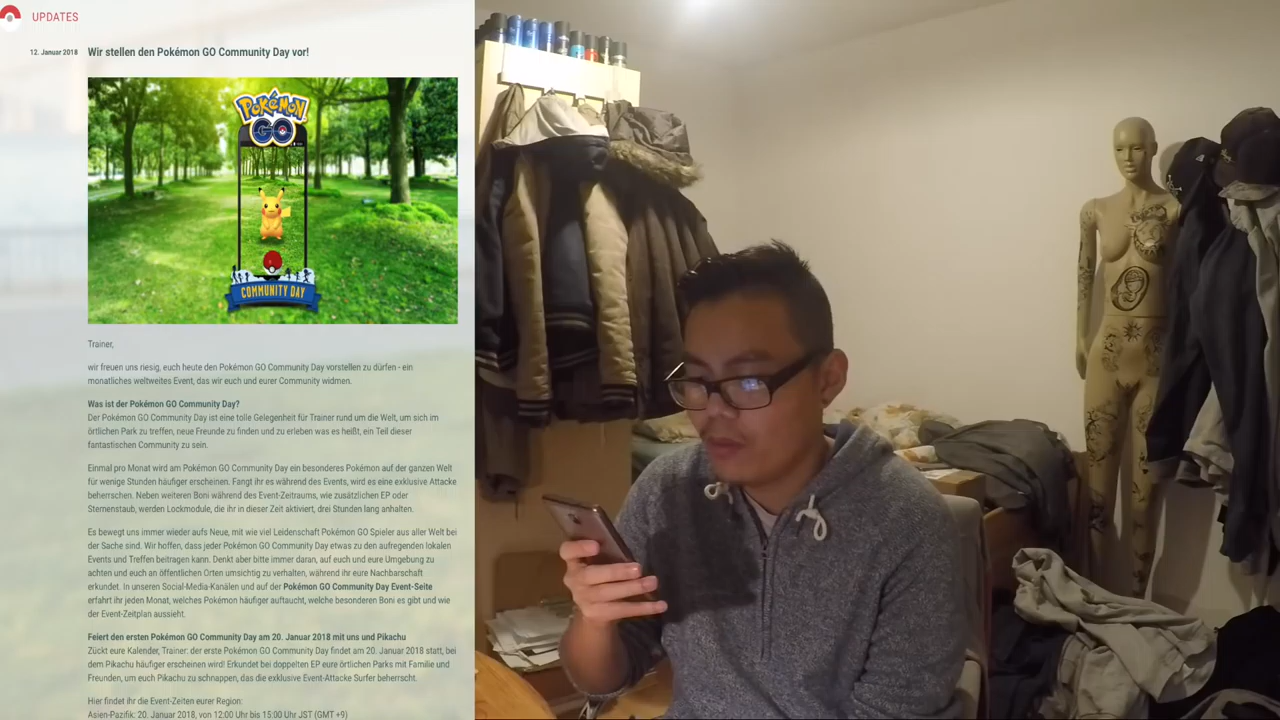 UPDATES
12. Januar 2018
Wir stellen den Pokémon GO Community Day vor!
POKÉMON
GO
COMMUNITY DAY
Trainer,
wir freuen uns riesig, euch heute den Pokémon GO Community Day vorstellen zu dürfen - ein
monatliches weltweites Event, das wir euch und eurer Community widmen.
Was ist der Pokémon GO Community Day?
Der Pokémon GO Community Day ist eine tolle Gelegenheit für Trainer rund um die Welt, um sich im
örtlichen Park zu treffen, neue Freunde zu finden und zu erleben was es heißt, ein Teil dieser
fantastischen Community zu sein.
Einmal pro Monat wird am Pokémon GO Community Day ein besonderes Pokémon auf der ganzen Welt
für wenige Stunden häufiger erscheinen. Fangt ihr es während des Events, wird es eine exklusive Attacke
beherrschen. Neben weiteren Boni während des Event-Zeitraums, wie zusätzlichen EP oder
Sternenstaub, werden Lockmodule, die ihr in dieser Zeit aktiviert, drei Stunden lang anhalten.
Es bewegt uns immer wieder aufs Neue, mit wie viel Leidenschaft Pokémon GO Spieler aus aller Welt bei
der Sache sind. Wir hoffen, dass jeder Pokémon GO Community Day etwas zu den aufregenden lokalen
Events und Treffen beitragen kann. Denkt aber bitte immer daran, auf euch und eure Umgebung zu
achten und euch an öffentlichen Orten umsichtig zu verhalten, während ihr eure Nachbarschaft
erkundet. In unseren Social-Media-Kanälen und auf der Pokémon GO Community Day Event-Seite
erfahrt ihr jeden Monat, welches Pokémon häufiger auftaucht, welche besonderen Boni es gibt und wie
der Event-Zeitplan aussieht.
Feiert den ersten Pokémon GO Community Day am 20. Januar 2018 mit uns und Pikachu
Zückt eure Kalender, Trainer: der erste Pokémon GO Community Day findet am 20. Januar 2018 statt, bei
dem Pikachu häufiger erscheinen wird! Erkundet bei doppelten EP eure örtlichen Parks mit Familie und
Freunden, um euch Pikachu zu schnappen, das die exklusive Event-Attacke Surfer beherrscht.
Hier findet ihr die Event-Zeiten eurer Region:
Asien-Pazifik: 20. Januar 2018, von 12:00 Uhr bis 15:00 Uhr JST (GMT +9)